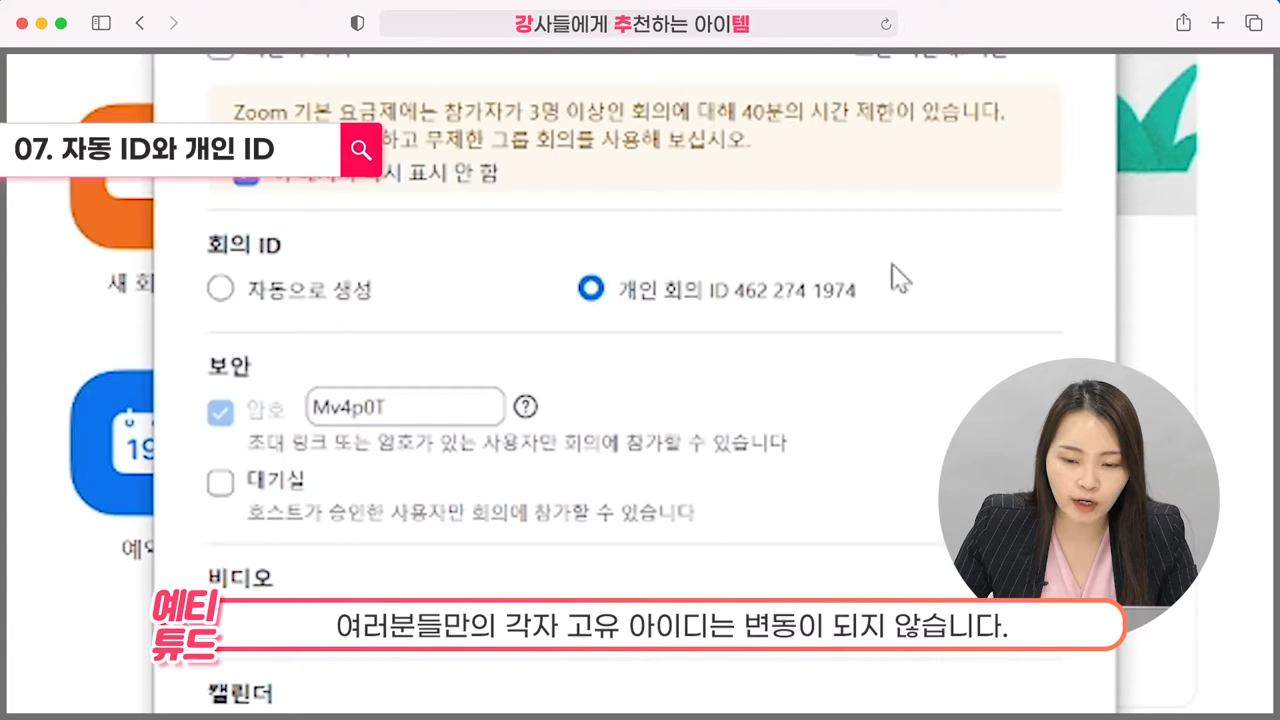 강사들에게 추천하는 아이템
Zoom 기본 요금제에는 참가자가 3명 이상인 회의에 대해 40분의 시간 제한이 있습니다.
하고 무제한 그룹 회의를 사용해 보십시오.
07. 자동 ID와 개인 ID
시 표시 안 함
회의 ID
새 회
자동으로 생성
개인 회의 ID 462 274 1974
보안
암호
Mv4p0T
초대 링크 또는 암호가 있는 사용자만 회의에 참가할 수 있습니다
19
대기실
호스트가 승인한 사용자만 회의에 참가할 수 있습니다
예약
비디오
예티튜드
여러분들만의 각자 고유 아이디는 변동이 되지 않습니다.
캘린더